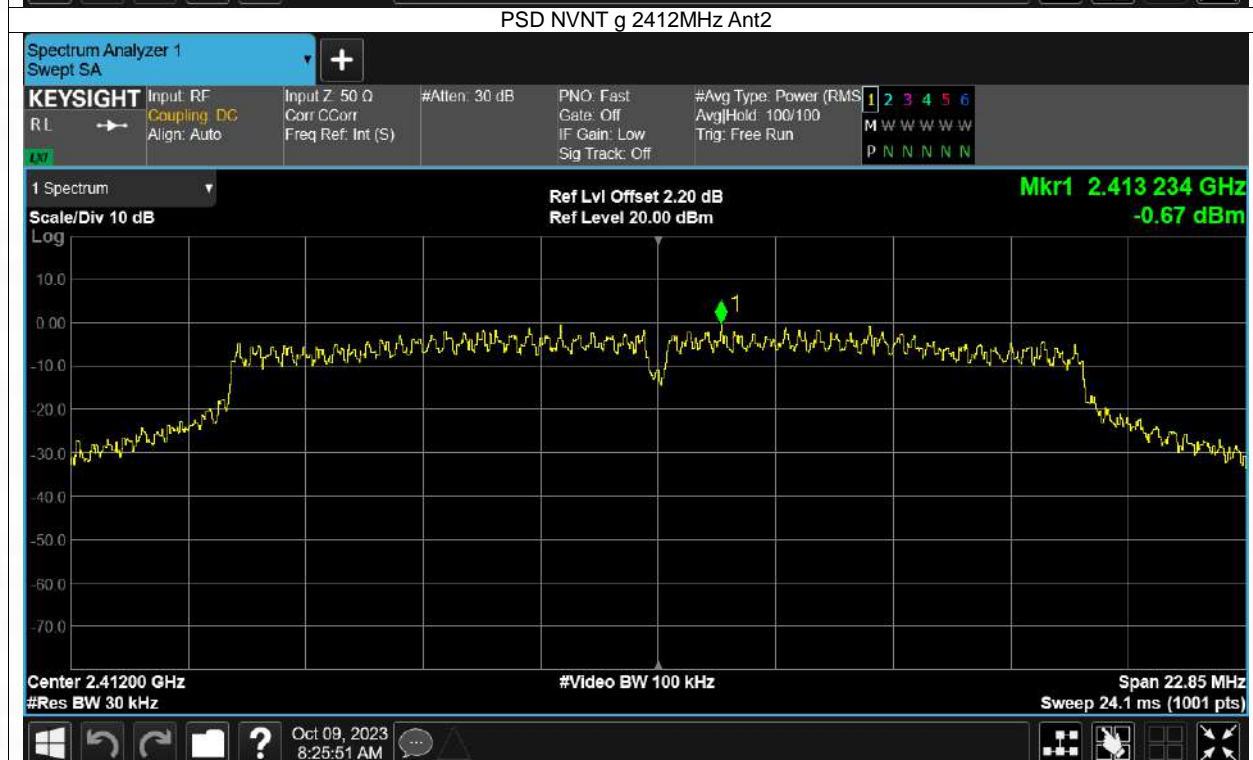 PSD NVNT g 2412MHz Ant2
Spectrum Analyzer 1
Swept SA
+
KEYSIGHT
RL
LXI
Input: RF
Coupling: DC
Align: Auto
Input Z: 50 Ω
Corr CCorr
Freq Ref: Int (S)
#Atten: 30 dB
PNO: Fast
Gate: Off
IF Gain: Low
Sig Track: Off
#Avg Type: Power (RMS
Avg|Hold: 100/100
Trig: Free Run
1 2 3 4 5 6
M W W W W W
P N N N N N
1 Spectrum
Scale/Div 10 dB
Log
Ref Lvl Offset 2.20 dB
Ref Level 20.00 dBm
Mkr1 2.413 234 GHz
-0.67 dBm
10.0
0.00
-10.0
-20.0
-30.0
-40.0
-50.0
-60.0
-70.0
1
Center 2.41200 GHz
#Res BW 30 kHz
#Video BW 100 kHz
Span 22.85 MHz
Sweep 24.1 ms (1001 pts)
?
Oct 09, 2023
8:25:51 AM